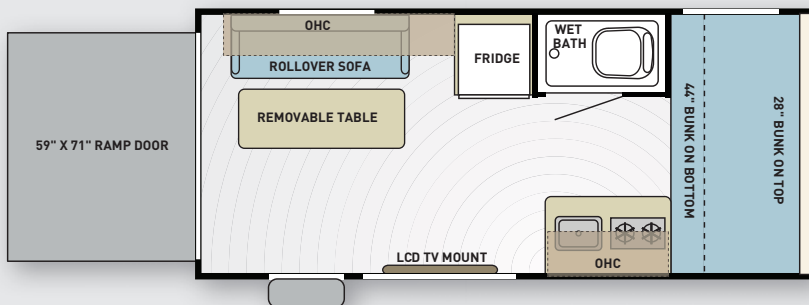 OHC
ROLLOVER SOFA
FRIDGE
WET
BATH
REMOVABLE TABLE
59" X 71" RAMP DOOR
44" BUNK ON BOTTOM
28" BUNK ON TOP
LCD TV MOUNT
OHC